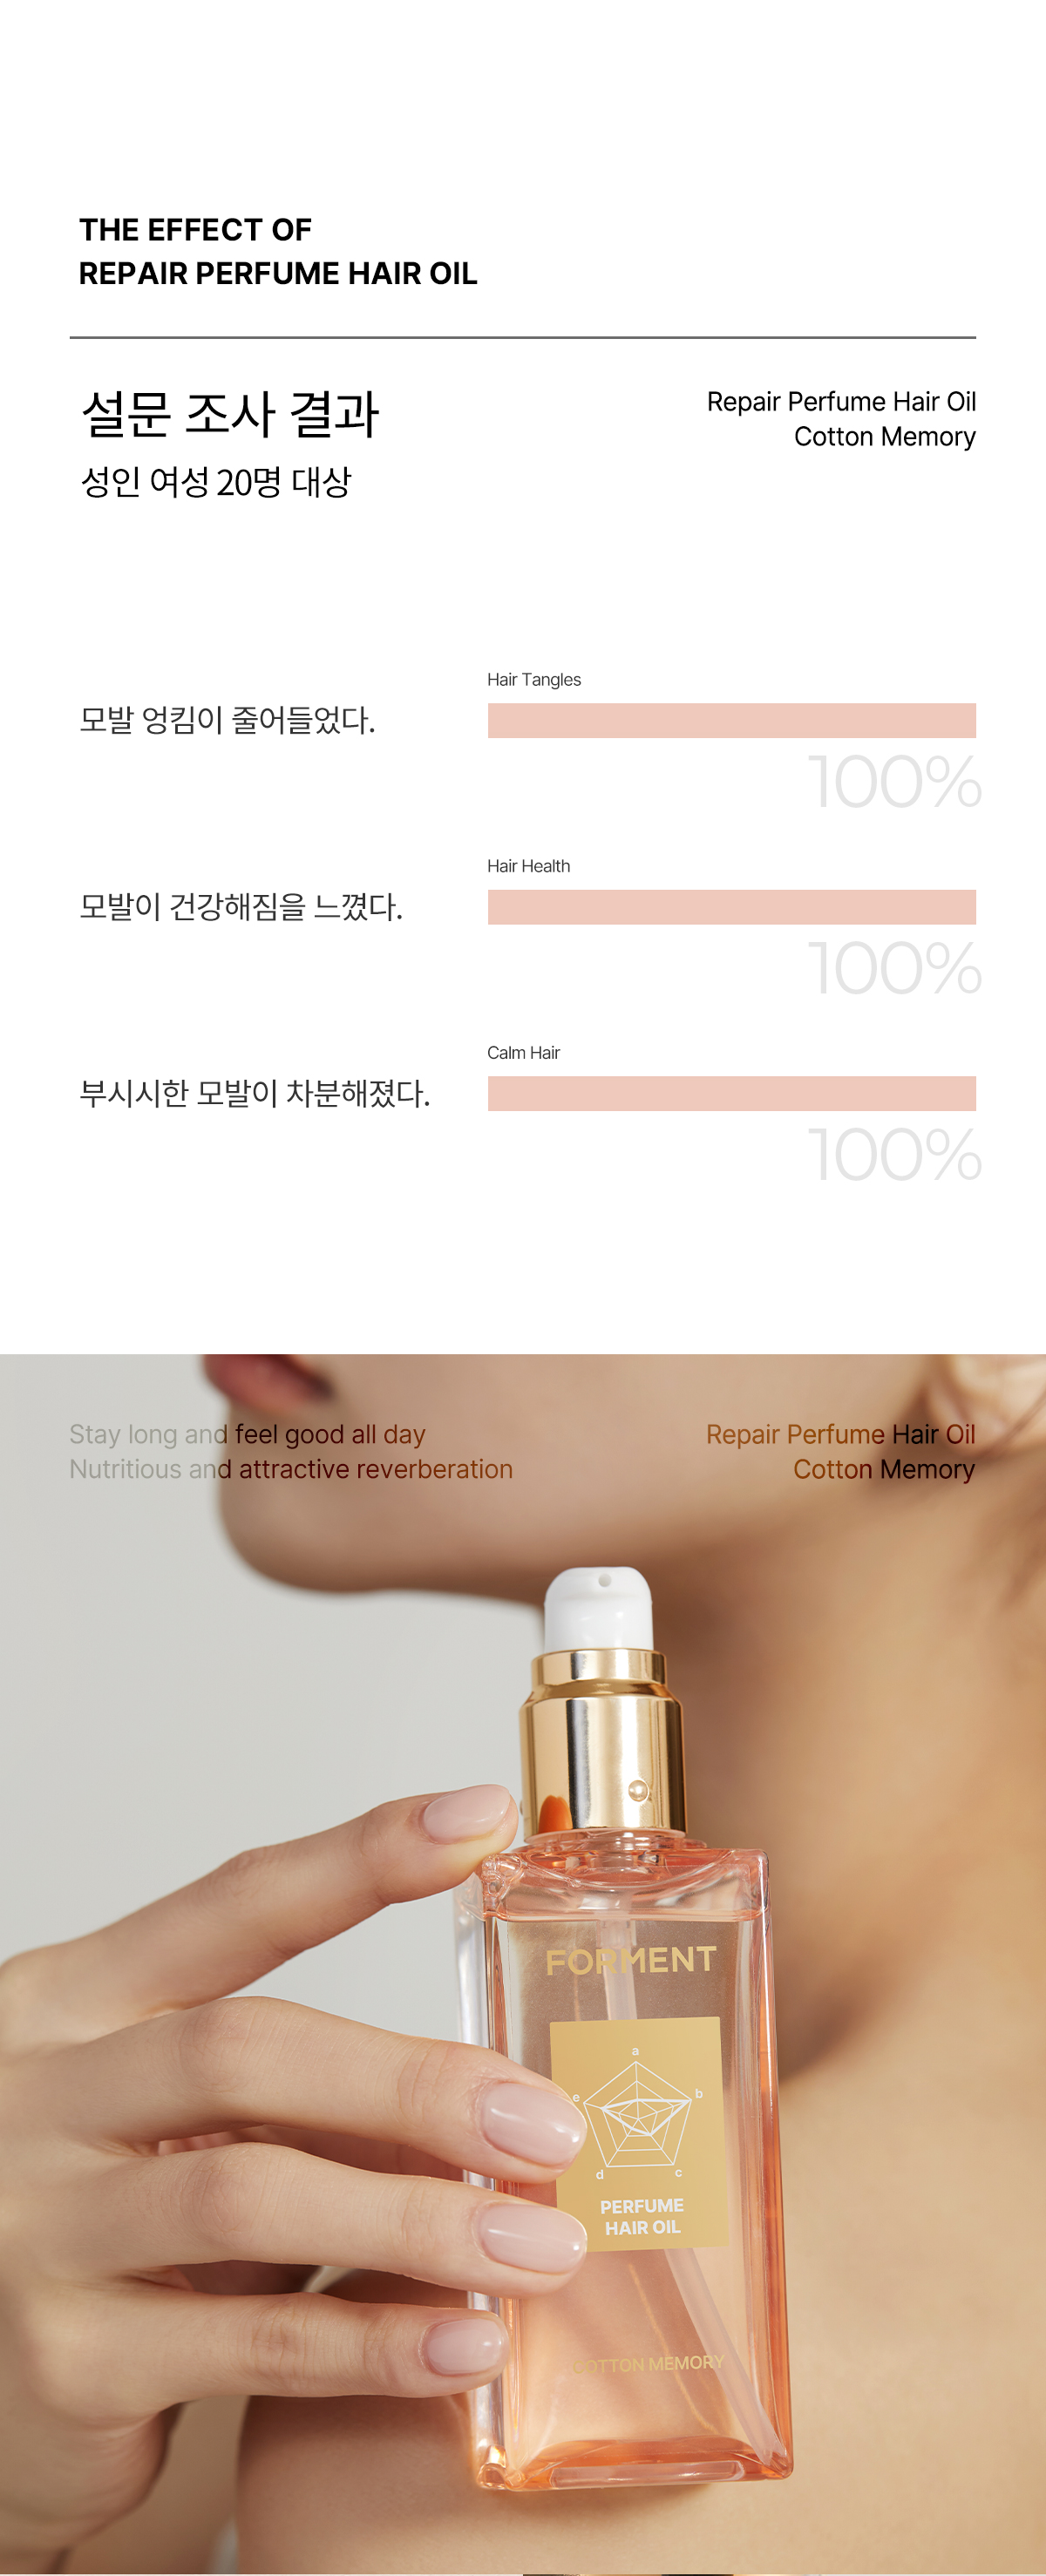 THE EFFECT OF
REPAIR PERFUME HAIR OIL
설문 조사 결과
성인 여성 20명 대상
Repair Perfume Hair Oil
Cotton Memory
Hair Tangles
모발 엉킴이 줄어들었다.
100%
Hair Health
모발이 건강해짐을 느꼈다.
100%
Calm Hair
부시시한 모발이 차분해졌다.
100%
Stay long and feel good all day
Nutritious and attractive reverberation
Repair Perfume Hair Oil
Cotton Memory
FORMENT
a
e
b
d
c
PERFUME
HAIR OIL
COTTON MEMORY